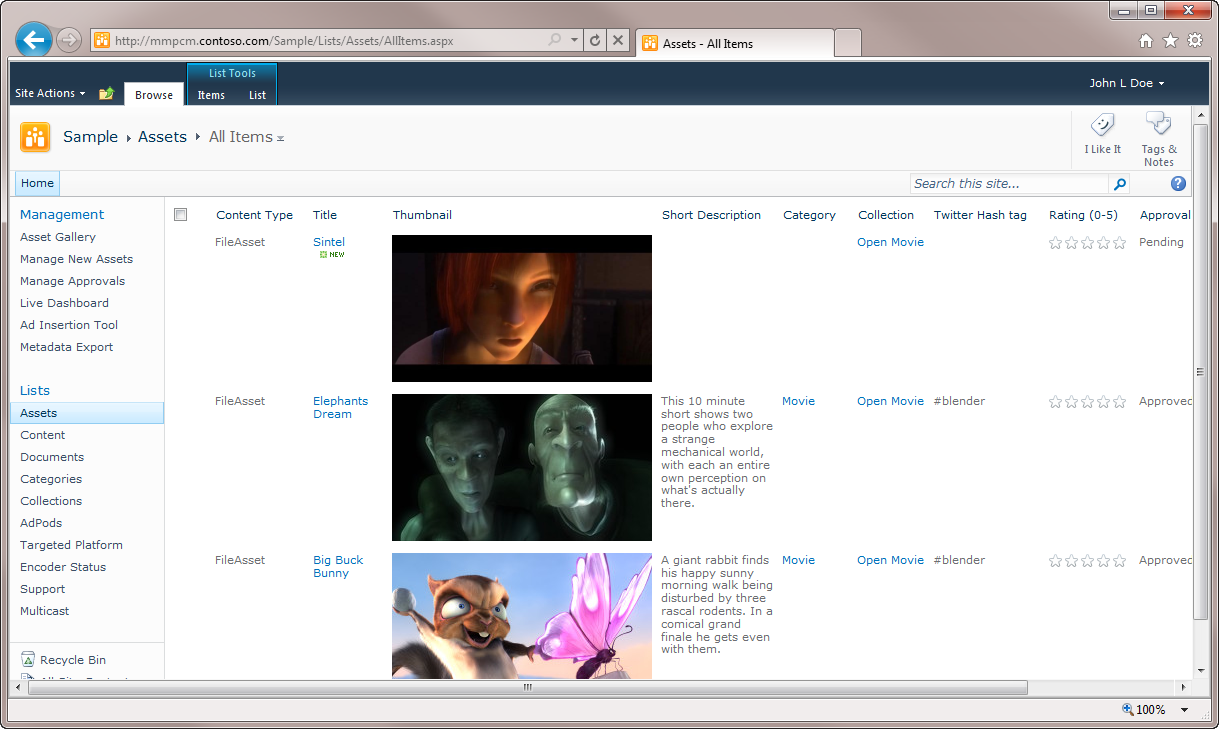 http://mmpcm.contoso.com/Sample/Lists/Assets/AllItems.aspx
Assets - All Items
List Tools
Site Actions
Browse
Items
List
John L Doe
Sample
Assets
All Items
I Like It
Tags &
Notes
Home
Search this site...
Management
Asset Gallery
Manage New Assets
Manage Approvals
Live Dashboard
Ad Insertion Tool
Metadata Export
Lists
Assets
Content
Documents
Categories
Collections
AdPods
Targeted Platform
Encoder Status
Support
Multicast
Recycle Bin
Content Type
Title
Thumbnail
Short Description
Category
Collection
Twitter Hash tag
Rating (0-5)
Approval
FileAsset
Sintel
NEW
Open Movie
Pending
FileAsset
Elephants
Dream
This 10 minute
short shows two
people who explore
a strange
mechanical world,
with each an entire
own perception on
what's actually
there.
Movie
Open Movie
#blender
Approved
FileAsset
Big Buck
Bunny
A giant rabbit finds
his happy sunny
morning walk being
disturbed by three
rascal rodents. In a
comical grand
finale he gets even
with them.
Movie
Open Movie
#blender
Approved
100%